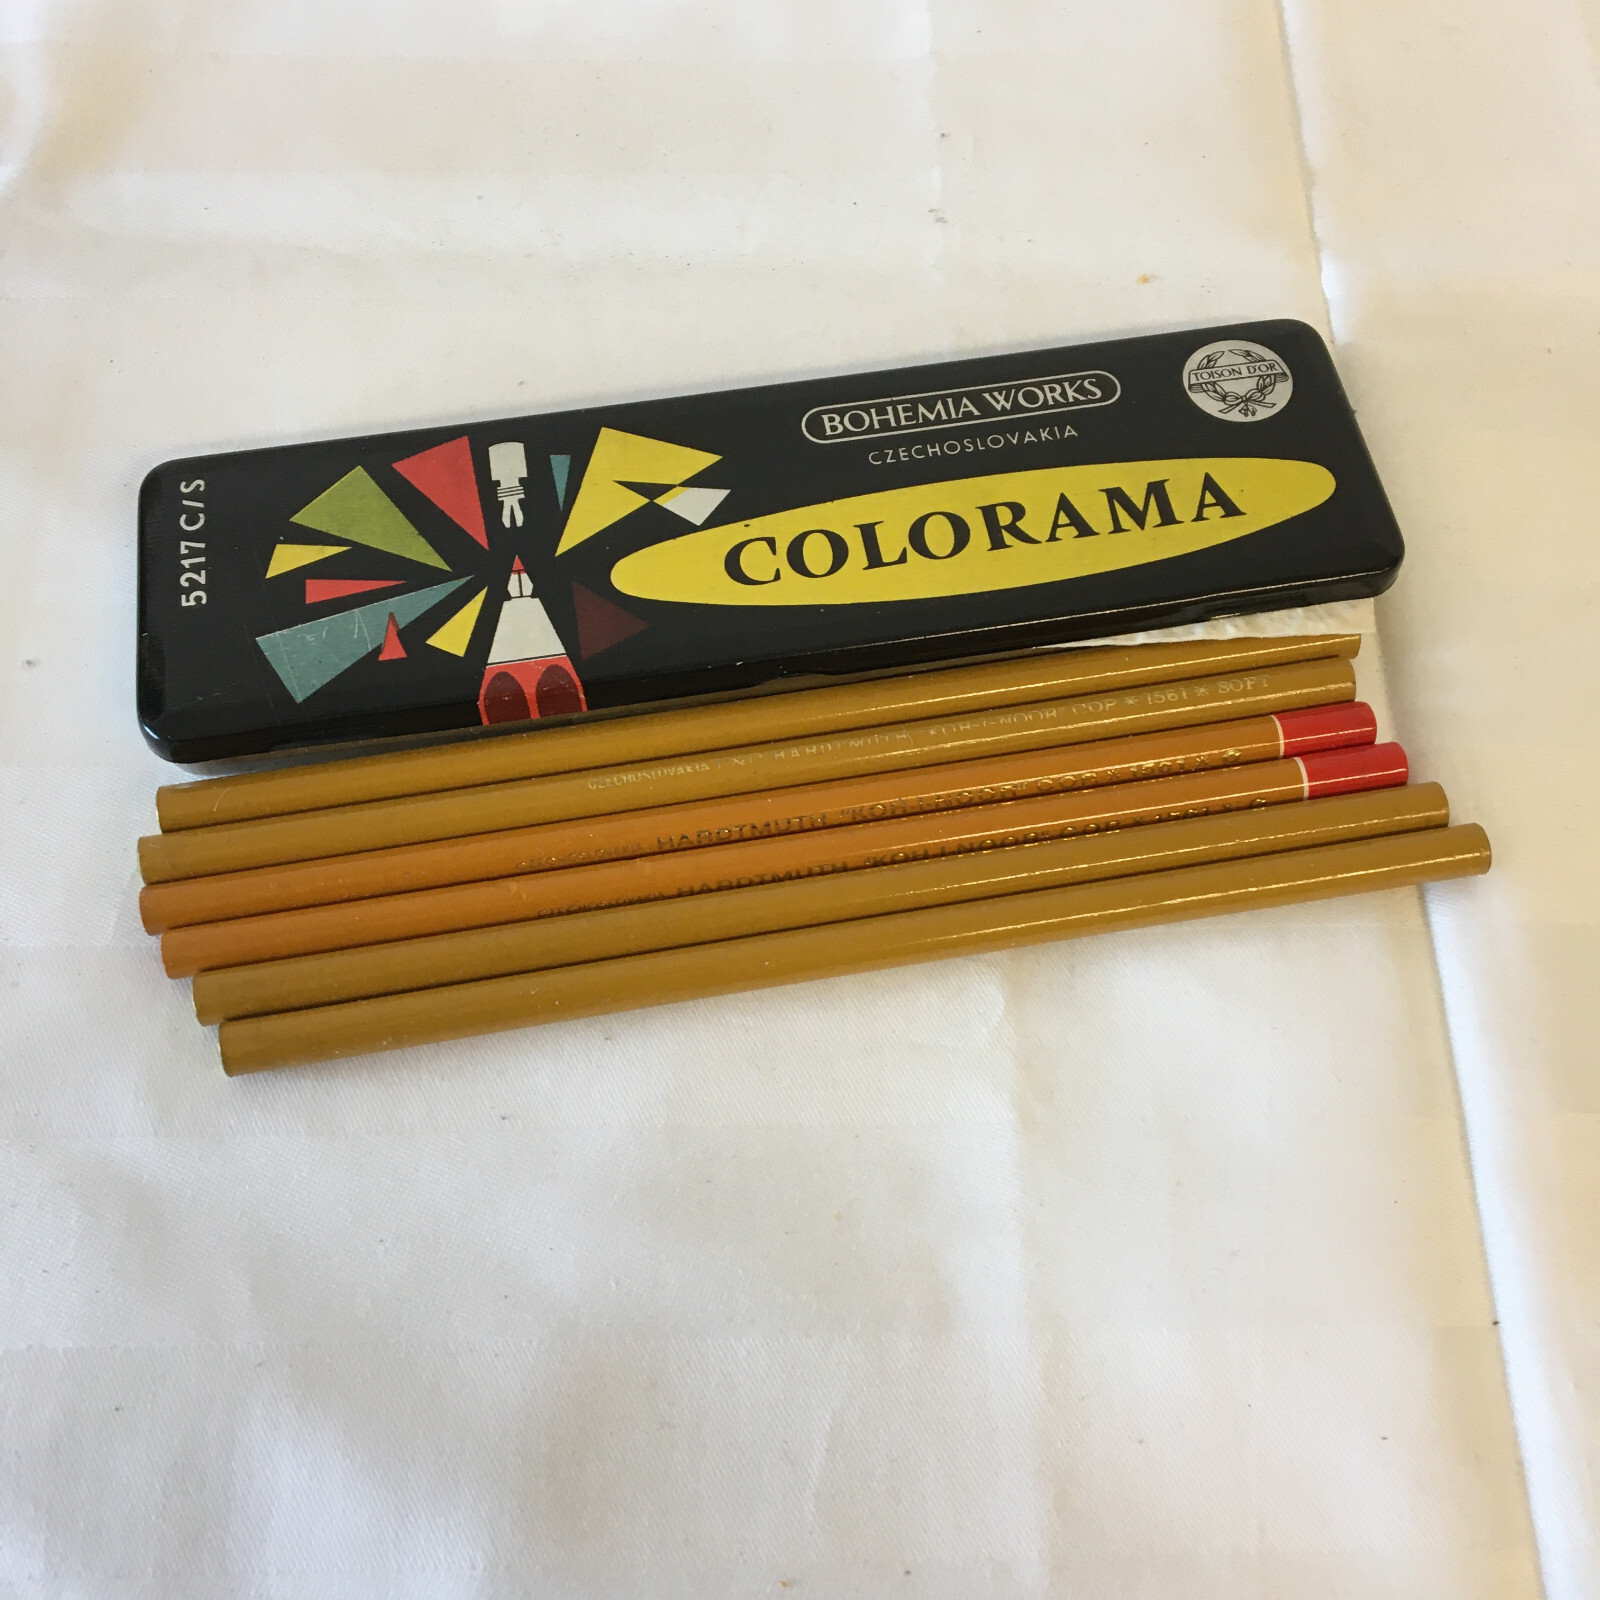 TOISON D'OR
BOHEMIA WORKS
CZECHOSLOVAKIA
COLORAMA
5217 C/S
CZECHOSLOVAKIA L&C HARDTMUTH KOH-I-NOOR COP * 1561 * SOFT
HARDTMUTH "KOH-I-NOOR" COP * 1561 *
CZECHOSLOVAKIA HARDTMUTH "KOH-I-NOOR" COP * 1561 *